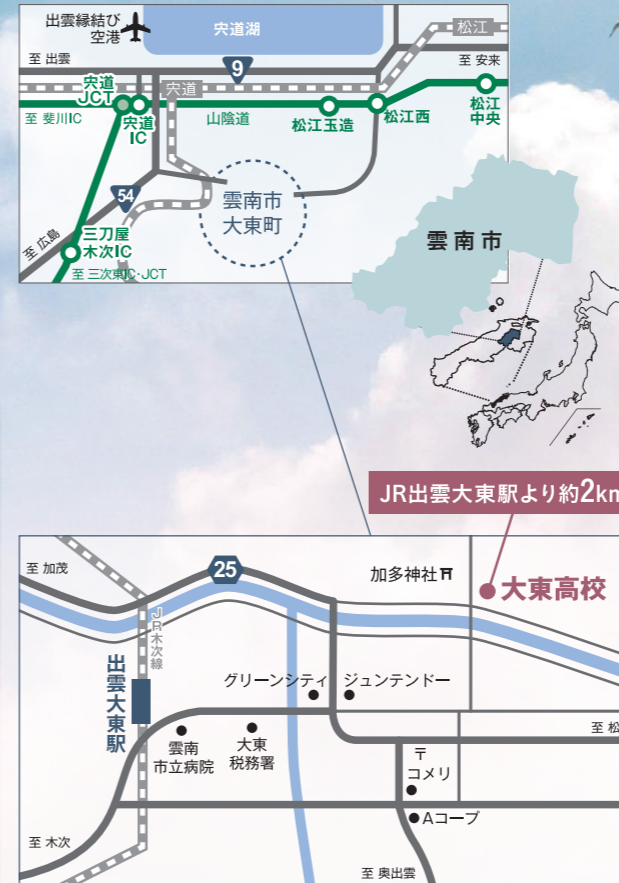 出雲縁結び
空港
宍道湖
松江
至 出雲
9
至 安来
宍道
宍道
JCT
宍道
IC
至 斐川IC
山陰道
松江玉造
松江西
松江
中央
54
雲南市
大東町
至 広島
三刀屋
木次IC
至 三次東IC・JCT
雲南市
JR出雲大東駅より約2km
至 加茂
25
加多神社
大東高校
JR木次線
出雲大東駅
グリーンシティ
ジュンテンドー
雲南
市立病院
大東
税務署
至 松
〒
コメリ
Aコープ
至 木次
至 奥出雲